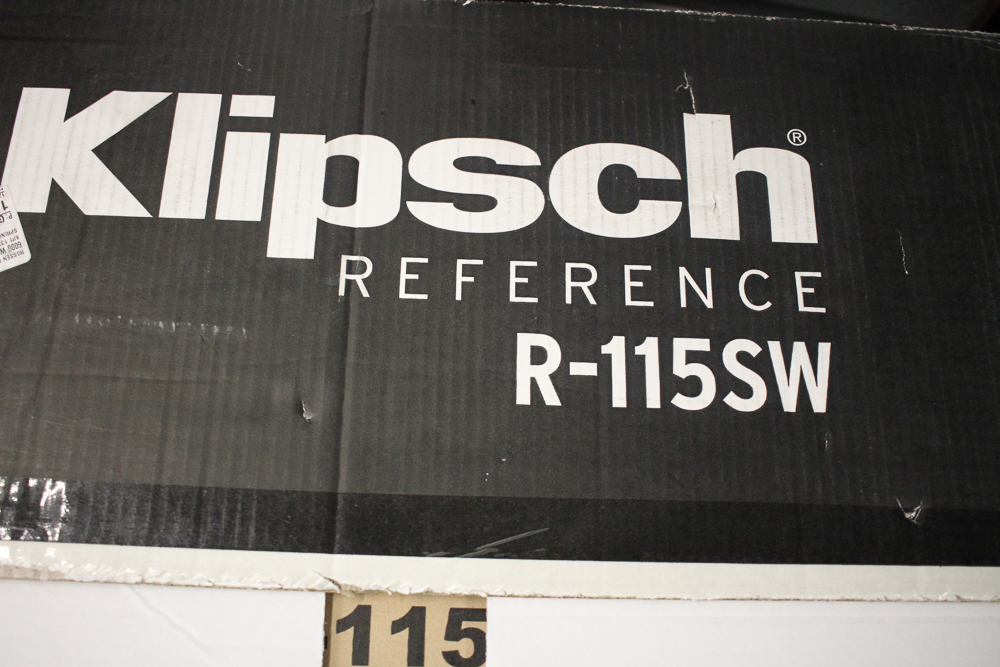 Klipsch®
REFERENCE
R-115SW
115